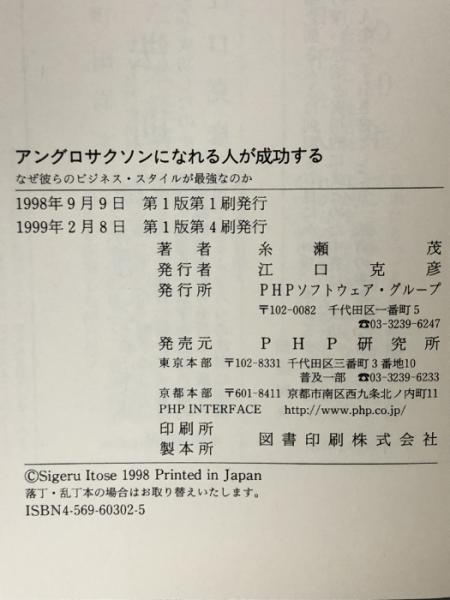 アングロサクソンになれる人が成功する
なぜ彼らのビジネス・スタイルが最強なのか
1998年9月9日　第1版第1刷発行
1999年2月8日　第1版第4刷発行
著者　糸瀬茂
発行者　江口克彦
発行所　PHPソフトウェア・グループ
〒102-0082　千代田区一番町5
☎03-3239-6247
発売元　PHP研究所
東京本部　〒102-8331　千代田区三番町3番地10
普及一部　☎03-3239-6233
京都本部　〒601-8411　京都市南区西九条北ノ内町11
PHP INTERFACE　http://www.php.co.jp/
印刷所
製本所　図書印刷株式会社
©Sigeru Itose 1998 Printed in Japan
落丁・乱丁本の場合はお取り替えいたします。
ISBN4-569-60302-5